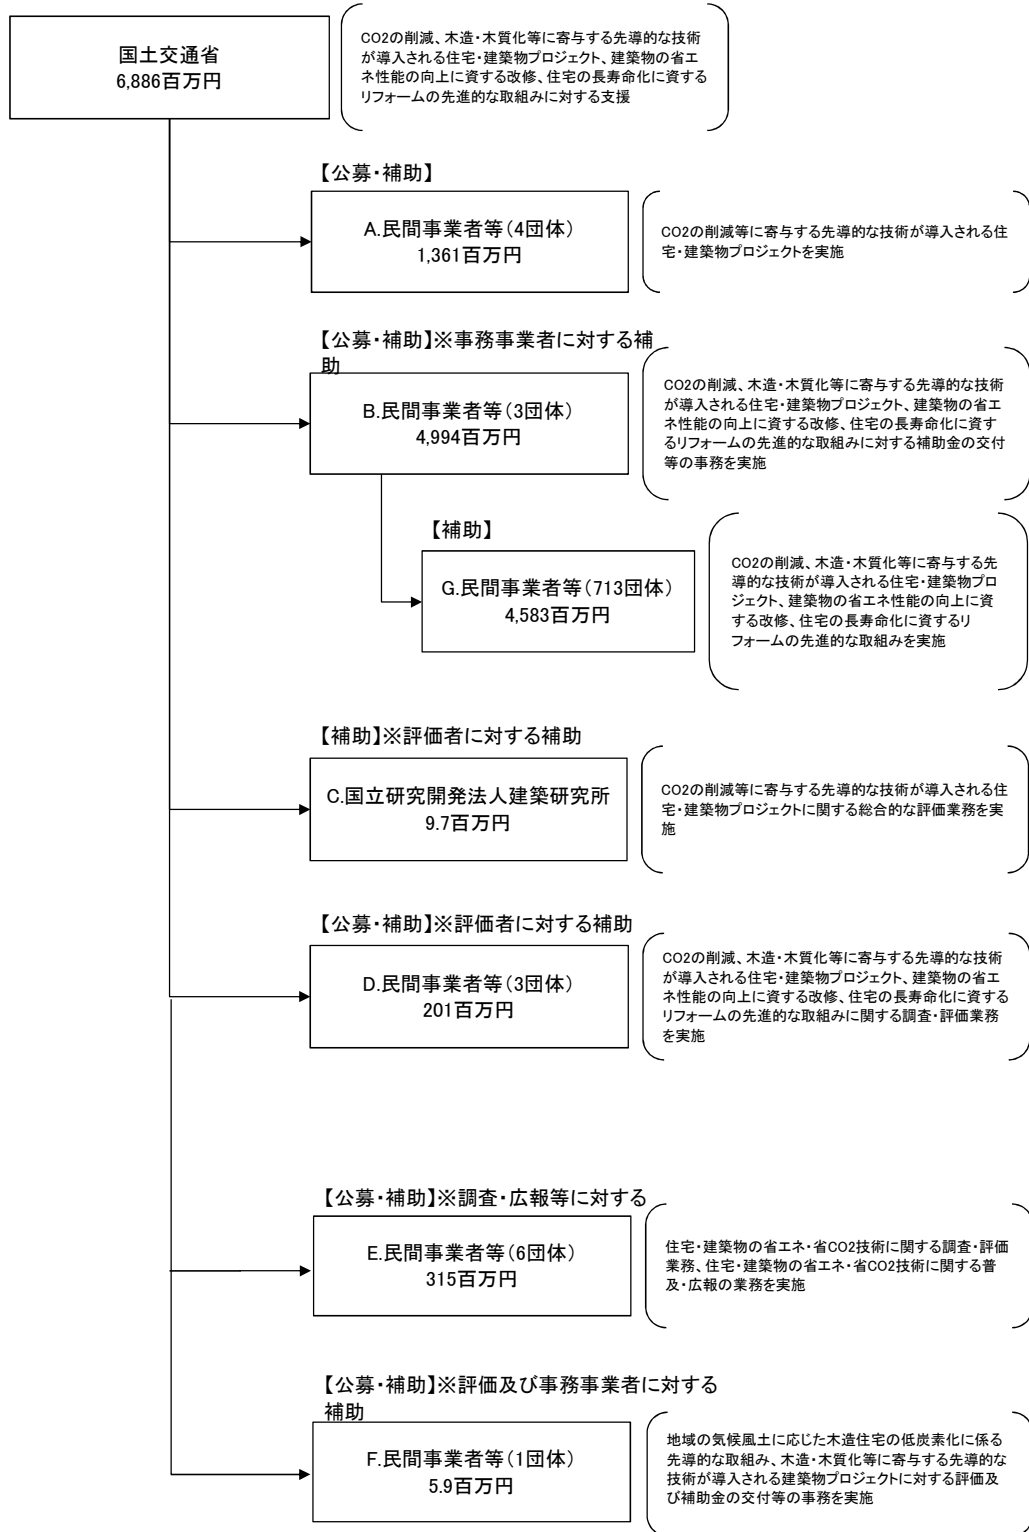 国土交通省
6,886百万円
CO2の削減、木造・木質化等に寄与する先導的な技術
が導入される住宅・建築物プロジェクト、建築物の省エ
ネ性能の向上に資する改修、住宅の長寿命化に資する
リフォームの先進的な取組みに対する支援
【公募・補助】
A.民間事業者等（4団体）
1,361百万円
CO2の削減等に寄与する先導的な技術が導入される住
宅・建築物プロジェクトを実施
【公募・補助】※事務事業者に対する補
助
B.民間事業者等（3団体）
4,994百万円
CO2の削減、木造・木質化等に寄与する先導的な技術
が導入される住宅・建築物プロジェクト、建築物の省エ
ネ性能の向上に資する改修、住宅の長寿命化に資す
るリフォームの先進的な取組みに対する補助金の交付
等の事務を実施
【補助】
G.民間事業者等（713団体）
4,583百万円
CO2の削減、木造・木質化等に寄与する先
導的な技術が導入される住宅・建築物プロ
ジェクト、建築物の省エネ性能の向上に資
する改修、住宅の長寿命化に資するリ
フォームの先進的な取組みを実施
【補助】※評価者に対する補助
C.国立研究開発法人建築研究所
9.7百万円
CO2の削減等に寄与する先導的な技術が導入される住
宅・建築物プロジェクトに関する総合的な評価業務を実
施
【公募・補助】※評価者に対する補助
D.民間事業者等（3団体）
201百万円
CO2の削減、木造・木質化等に寄与する先導的な技術
が導入される住宅・建築物プロジェクト、建築物の省エ
ネ性能の向上に資する改修、住宅の長寿命化に資する
リフォームの先進的な取組みに関する調査・評価業務
を実施
【公募・補助】※調査・広報等に対する
E.民間事業者等（6団体）
315百万円
住宅・建築物の省エネ・省CO2技術に関する調査・評価
業務、住宅・建築物の省エネ・省CO2技術に関する普
及・広報の業務を実施
【公募・補助】※評価及び事務事業者に対する
補助
F.民間事業者等（1団体）
5.9百万円
地域の気候風土に応じた木造住宅の低炭素化に係る
先導的な取組み、木造・木質化等に寄与する先導的な
技術が導入される建築物プロジェクトに対する評価及
び補助金の交付等の事務を実施